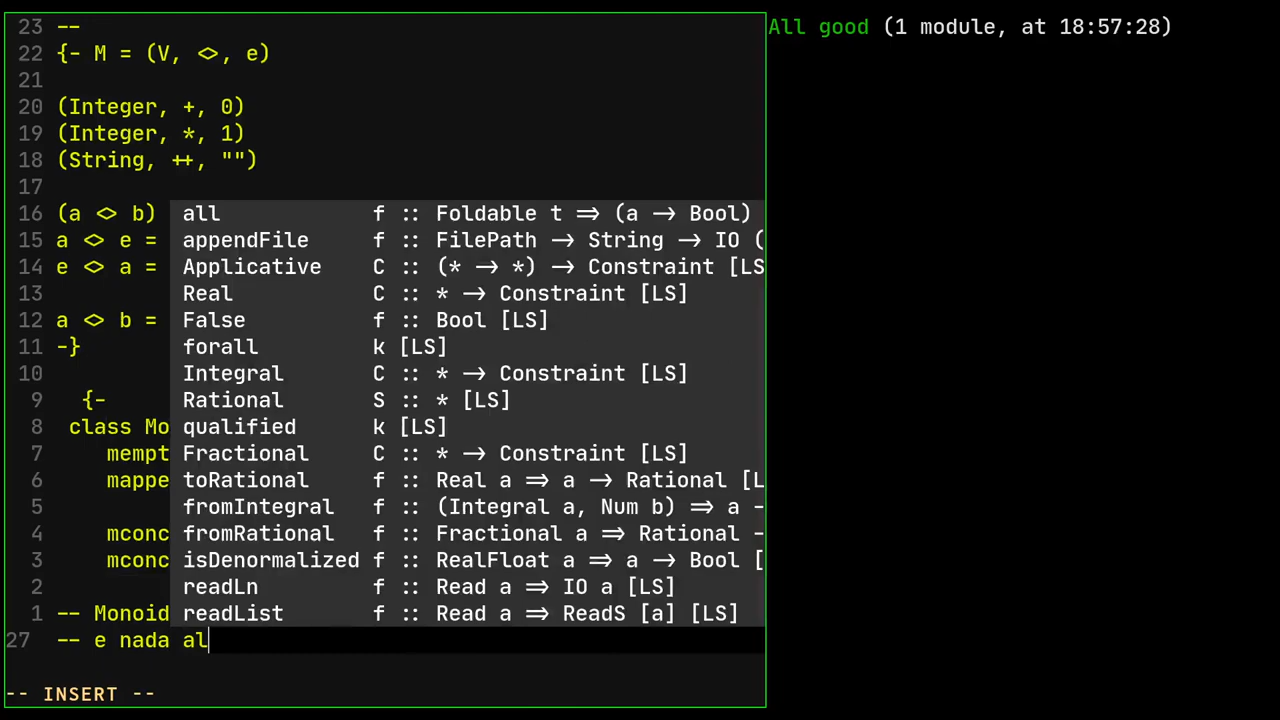 23 --
22 {- M = (V, <>, e)
21
20 (Integer, +, 0)
19 (Integer, *, 1)
18 (String, ++, "")
17
16 (a <> b) all f :: Foldable t => (a -> Bool)
15 a <> e = appendFile f :: FilePath -> String -> IO (
14 e <> a = Applicative C :: (* -> *) -> Constraint [LS
13 Real C :: * -> Constraint [LS]
12 a <> b = False f :: Bool [LS]
11 -} forall k [LS]
10 Integral C :: * -> Constraint [LS]
9 {- Rational S :: * [LS]
8 class Mo qualified k [LS]
7 mempt Fractional C :: * -> Constraint [LS]
6 mappe toRational f :: Real a => a -> Rational [L
5 fromIntegral f :: (Integral a, Num b) => a -
4 mconc fromRational f :: Fractional a => Rational -
3 mconc isDenormalized f :: RealFloat a => a -> Bool [
2 readLn f :: Read a => IO a [LS]
1 -- Monoid readList f :: Read a => ReadS [a] [LS]
27 -- e nada al
-- INSERT --
All good (1 module, at 18:57:28)